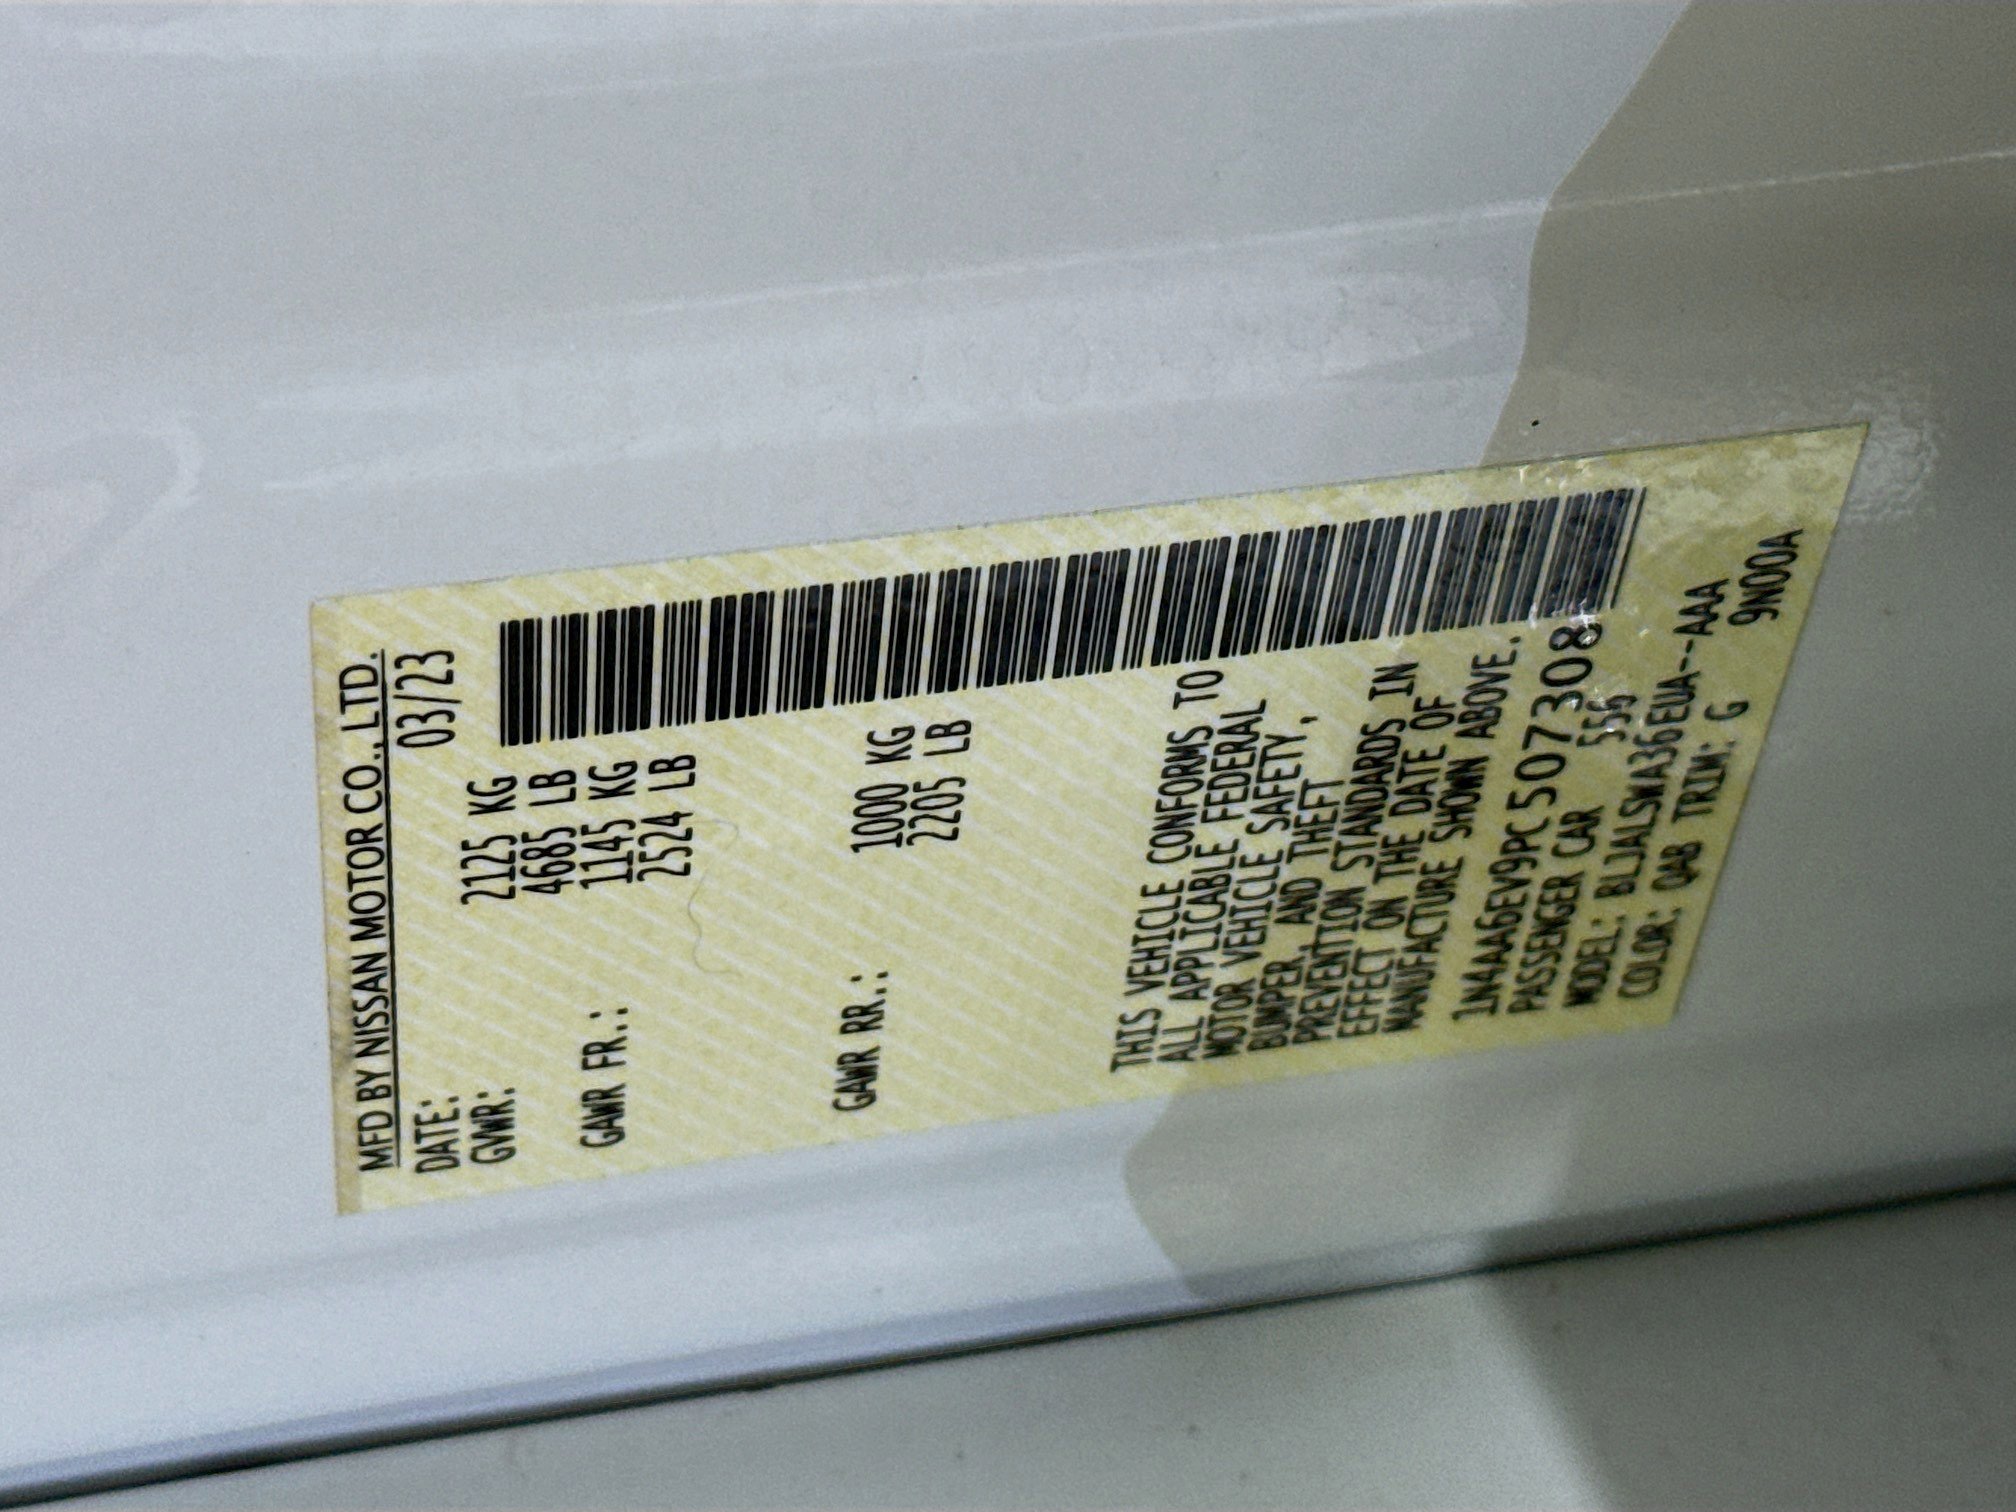 MFD BY NISSAN MOTOR CO., LTD.
DATE: 03/23
GVWR: 2125 KG
4685 LB
GAWR FR.: 1145 KG
2524 LB
GAWR RR.: 1000 KG
2205 LB
THIS VEHICLE CONFORMS TO
ALL APPLICABLE FEDERAL
MOTOR VEHICLE SAFETY,
BUMPER, AND THEFT
PREVENTION STANDARDS IN
EFFECT ON THE DATE OF
MANUFACTURE SHOWN ABOVE.
1N4AA6EV9PC507308
PASSENGER CAR 556
MODEL: BLJALSWA36EUA--AAA
COLOR: QAB TRIM: G 9N00A